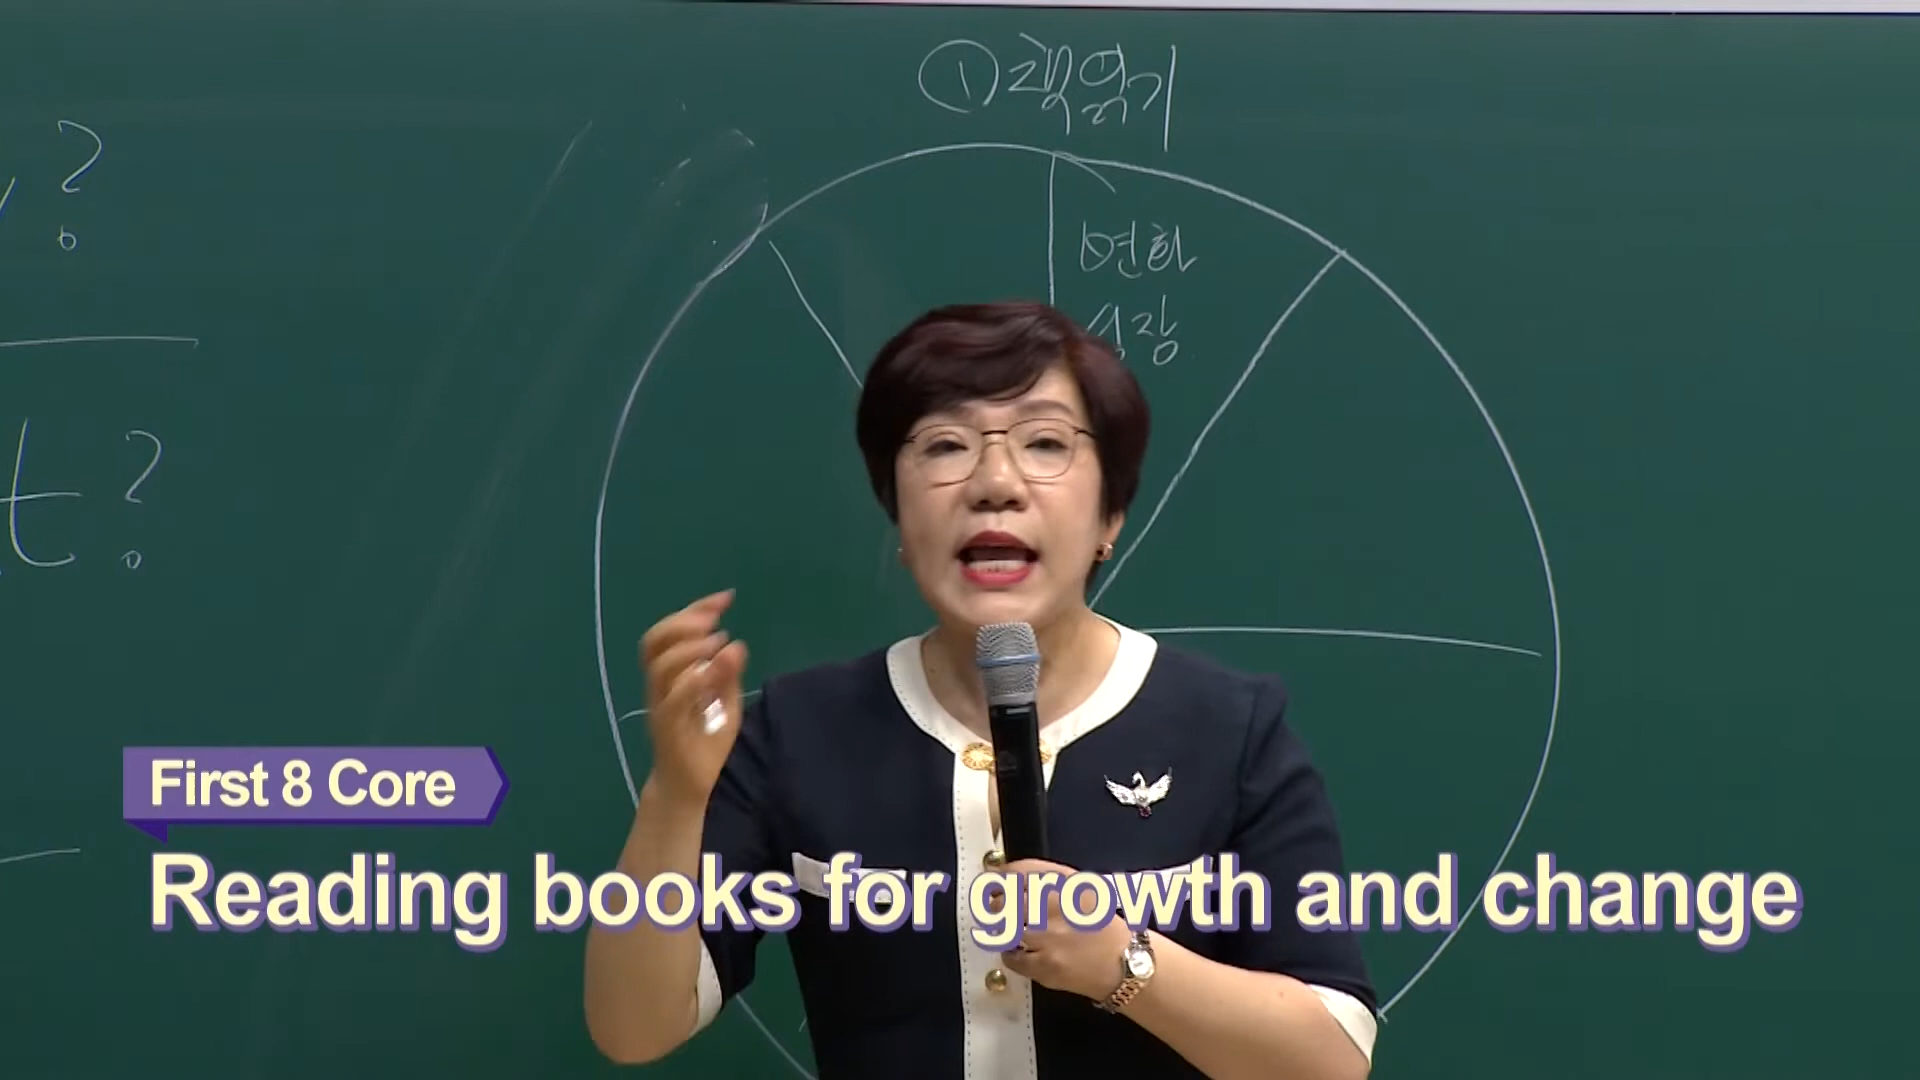 ① 책읽기
?
변화
성장
t?
First 8 Core
Reading books for growth and change